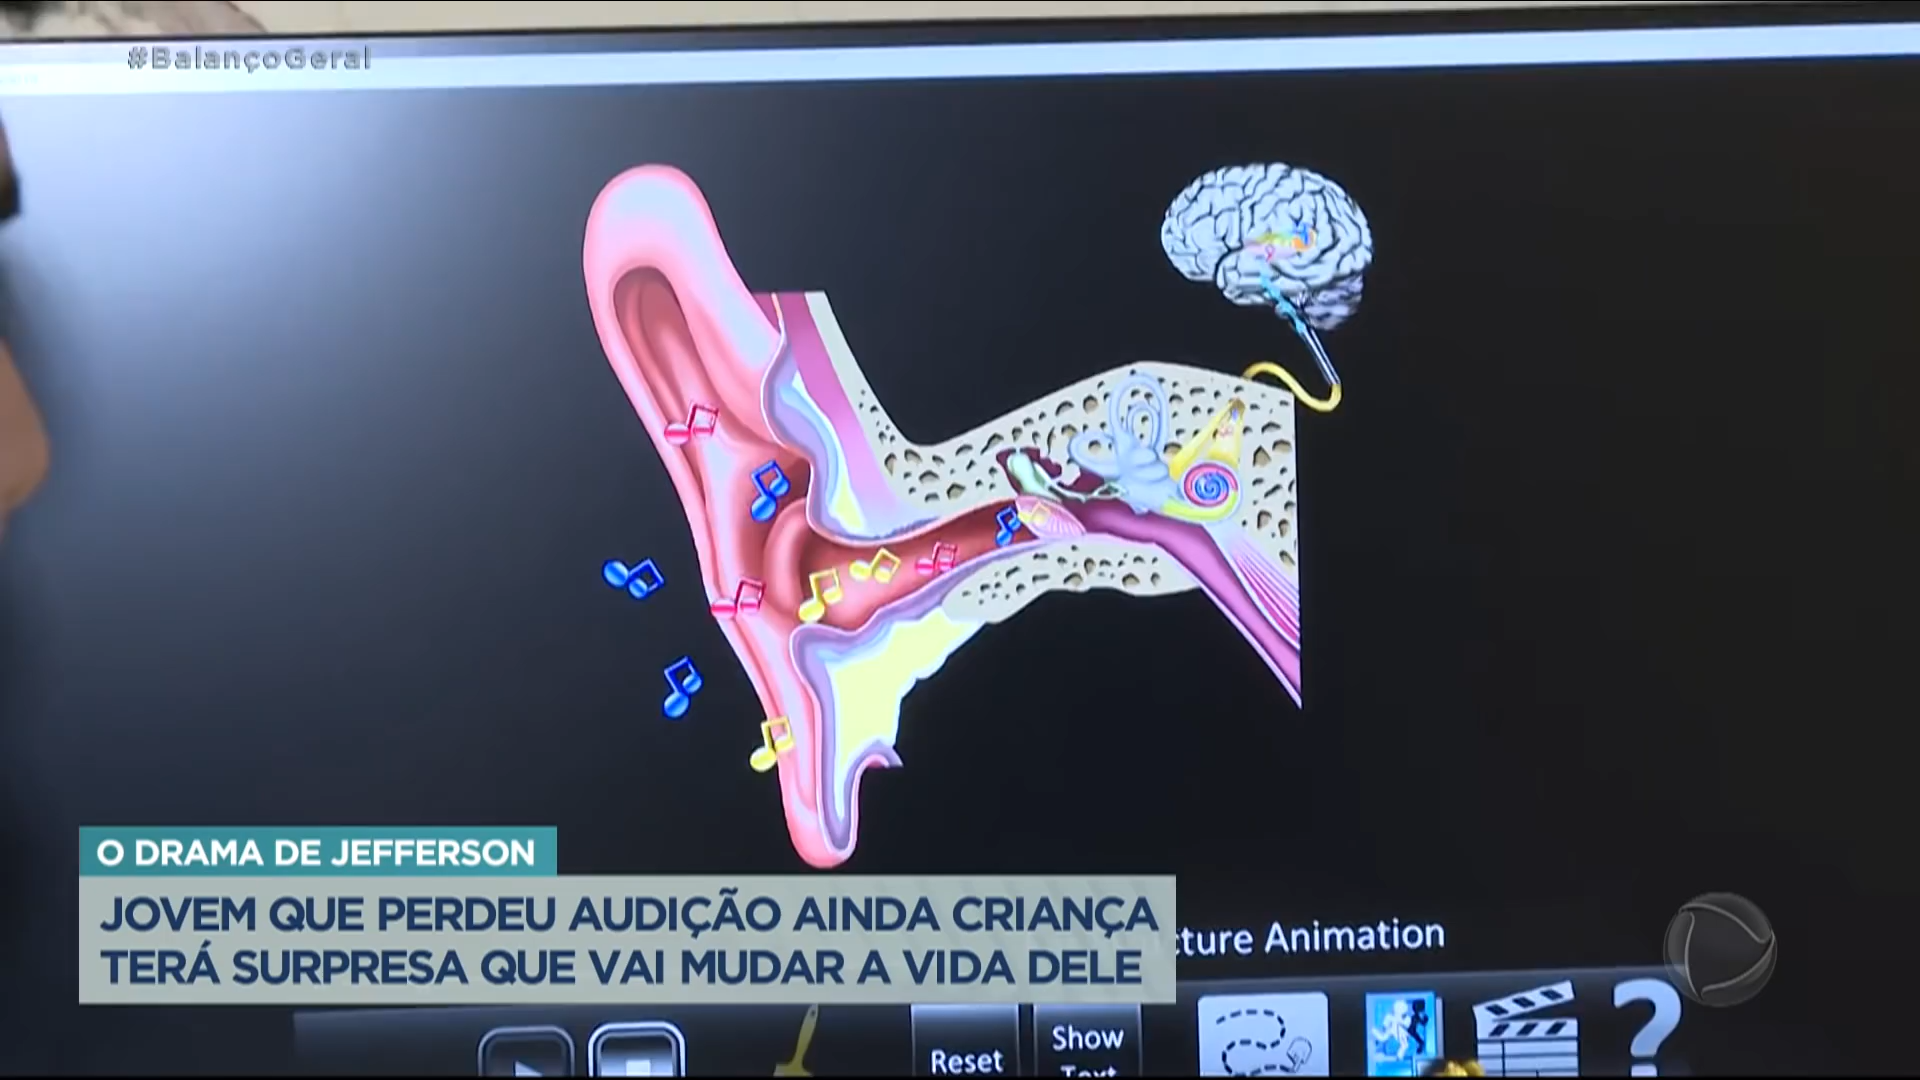 #BalançoGeral
O DRAMA DE JEFFERSON
JOVEM QUE PERDEU AUDIÇÃO AINDA CRIANÇA
TERÁ SURPRESA QUE VAI MUDAR A VIDA DELE
Animation
Reset
Show
Text
?